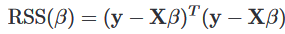 RSS(β) = (𝐲 − 𝐗β)ᵀ(𝐲 − 𝐗β)